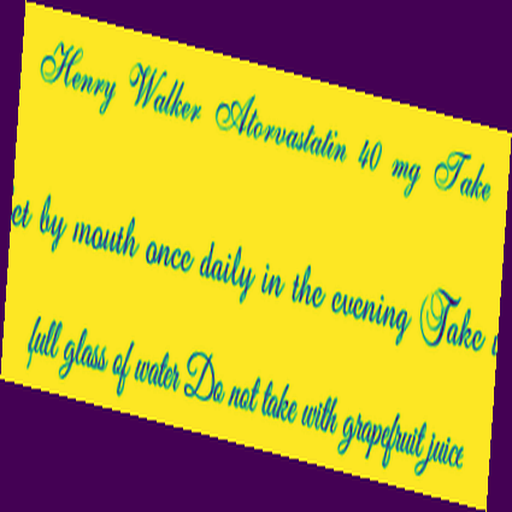 Henry Walker Atorvastatin 40 mg Take
by mouth once daily in the evening Take
full glass of water Do not take with grapefruit juice